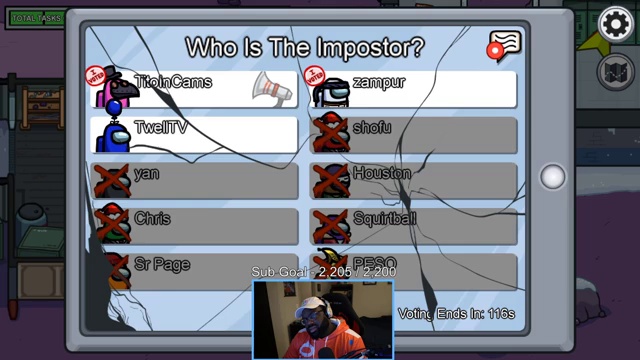 TOTAL TASKS
Who Is The Impostor?
I VOTED
TitoInCams
I VOTED
zampur
TwellTV
shofu
yan
Houston
Chris
Squirtball
Sr Page
PESO
Sub-Goal: 2,205 / 2,200
Voting Ends In: 116s